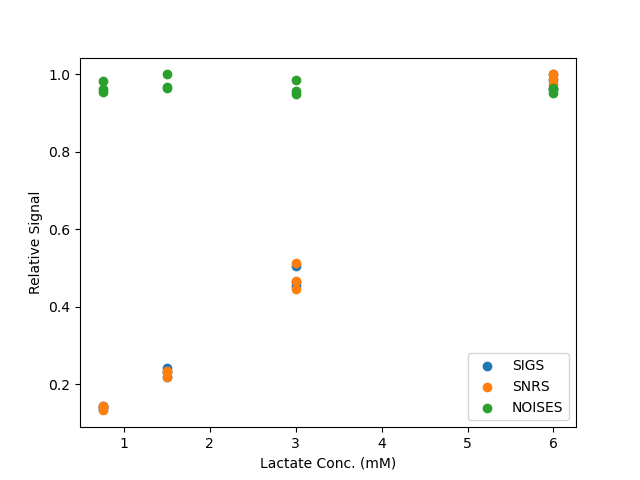 1.0
0.8
0.6
0.4
0.2
Relative Signal
1 2 3 4 5 6
Lactate Conc. (mM)
SIGS
SNRS
NOISES